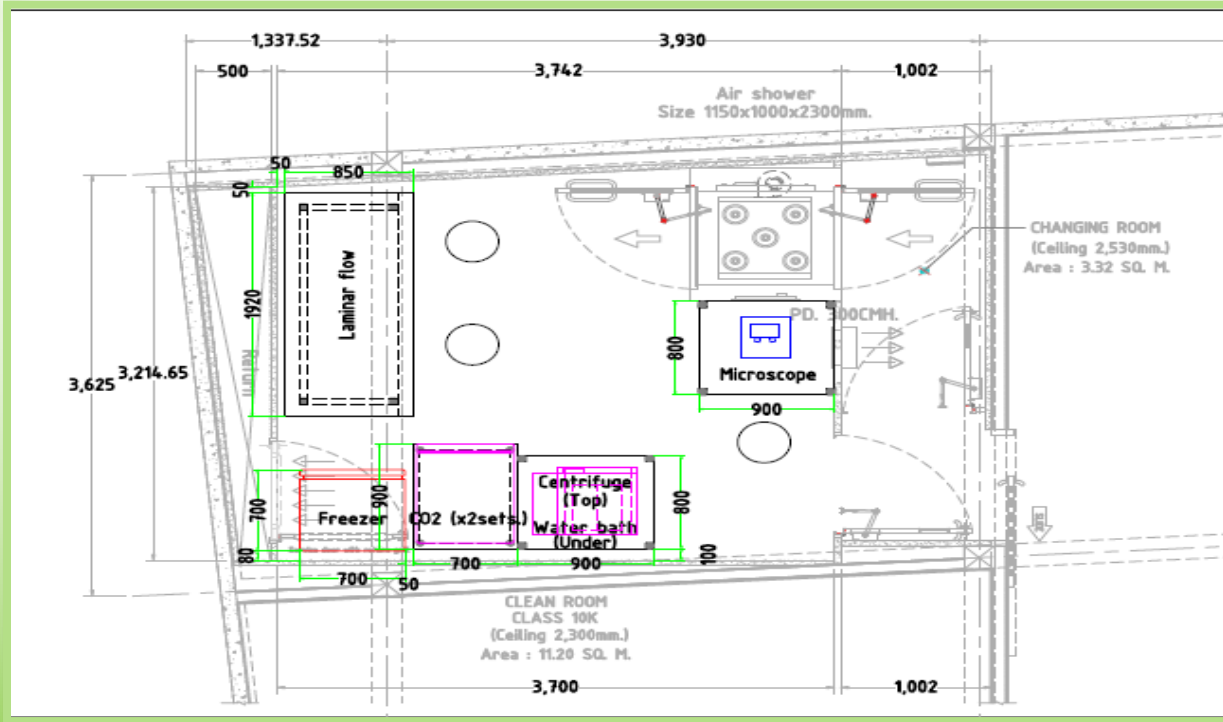 1,337.52
3,930
500
3,742
1,002
Air shower
Size 1150x1000x2300mm.
50
850
50
CHANGING ROOM
(Ceiling 2,530mm.)
Area : 3.32 SQ. M.
Laminar flow
1920
PD. 300CMH.
800
Microscope
3,625
3,214.65
Return
900
700
900
Centrifuge
(Top)
800
Freezer
CO2 (x2sets.)
Water bath
(Under)
80
100
700
50
700
900
CLEAN ROOM
CLASS 10K
(Ceiling 2,300mm.)
Area : 11.20 SQ. M.
3,700
1,002